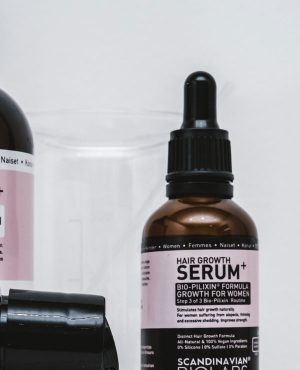 Naiset • Kvin
Women • Femmes • Naiset • Kvin
HAIR GROWTH
SERUM+
BIO-PILIXIN® FORMULA
GROWTH FOR WOMEN
Step 3 of 3 Bio-Pilixin Routine
Stimulates hair growth naturally
For women suffering from alopecia, thinning
and excessive shedding. Improves strength.
Distinct Hair Growth Formula
All-Natural & 100% Vegan Ingredients
0% Silicone | 0% Sulfate | 0% Paraben
SCANDINAVIAN
BIOLABS